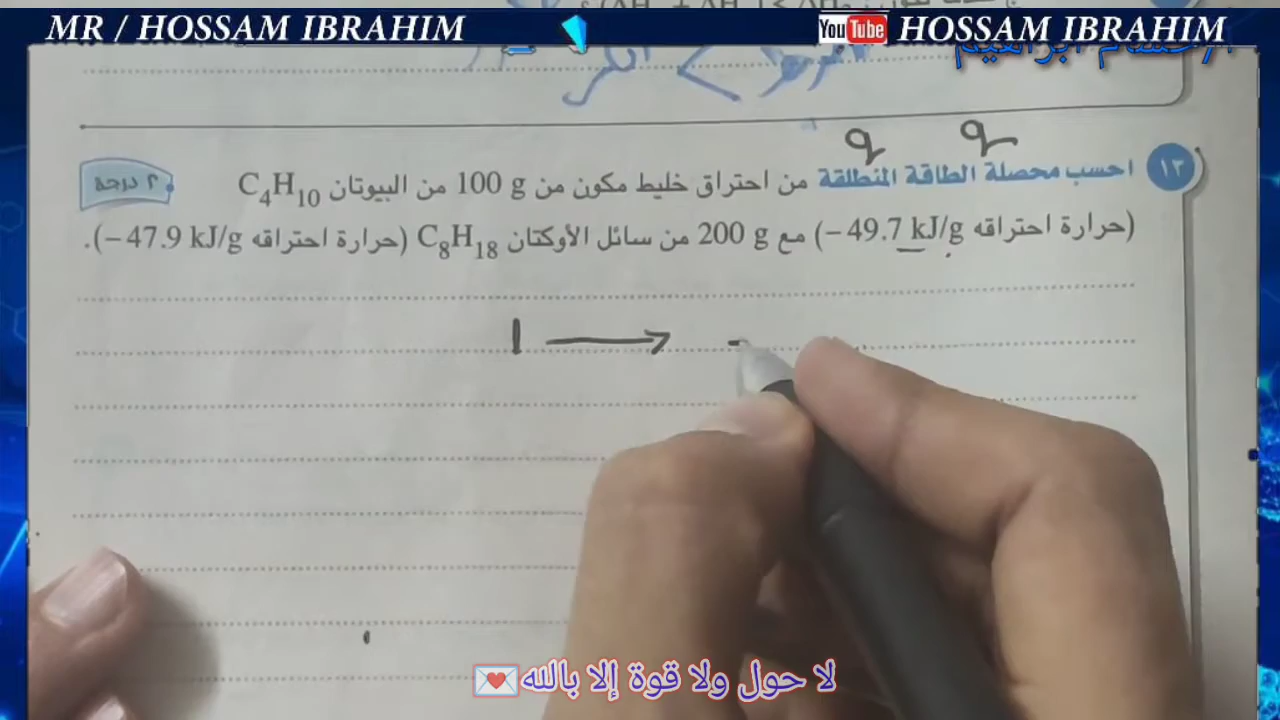 MR / HOSSAM IBRAHIM
YouTube HOSSAM IBRAHIM
١٣ احسب محصلة الطاقة المنطلقة من احتراق خليط مكون من 100 g من البيوتان C₄H₁₀
٢ درجة
(حرارة احتراقه −49.7 kJ/g) مع 200 g من سائل الأوكتان C₈H₁₈ (حرارة احتراقه −47.9 kJ/g).
q q
1 → -
لا حول ولا قوة إلا بالله